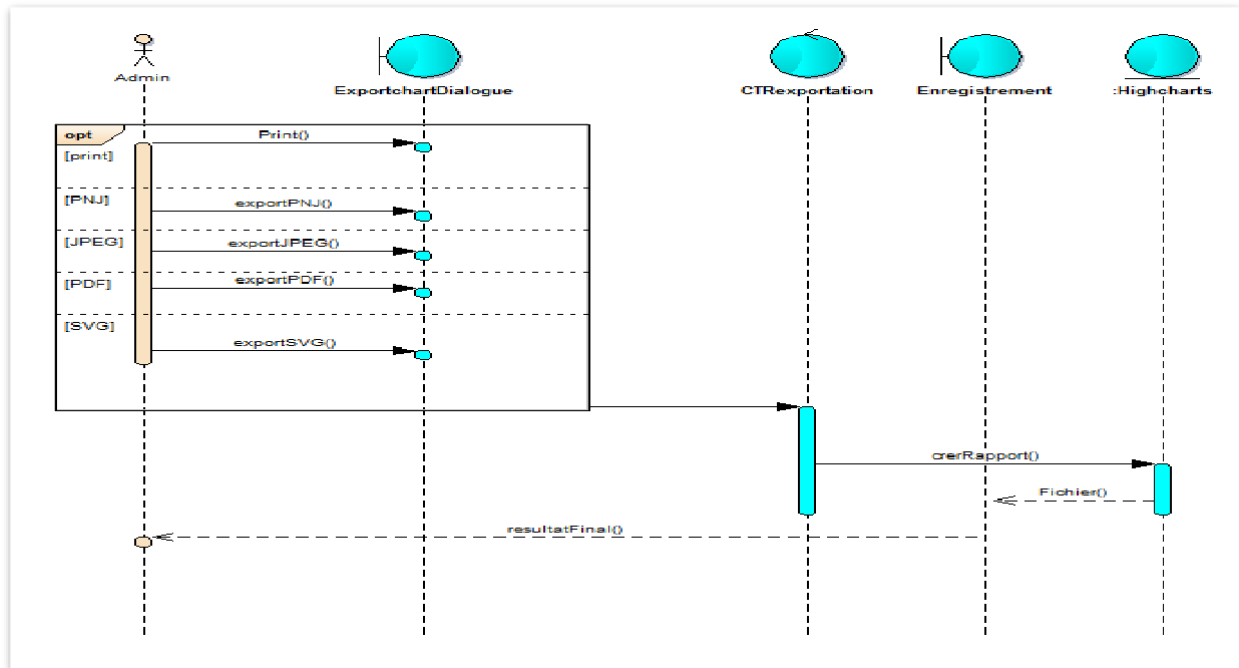 Admin
ExportchartDialogue
CTRexportation
Enregistrement
:Highcharts
opt
Print()
[print]
[PNJ]
exportPNJ()
[JPEG]
exportJPEG()
[PDF]
exportPDF()
[SVG]
exportSVG()
crerRapport()
Fichier()
resultatFinal()